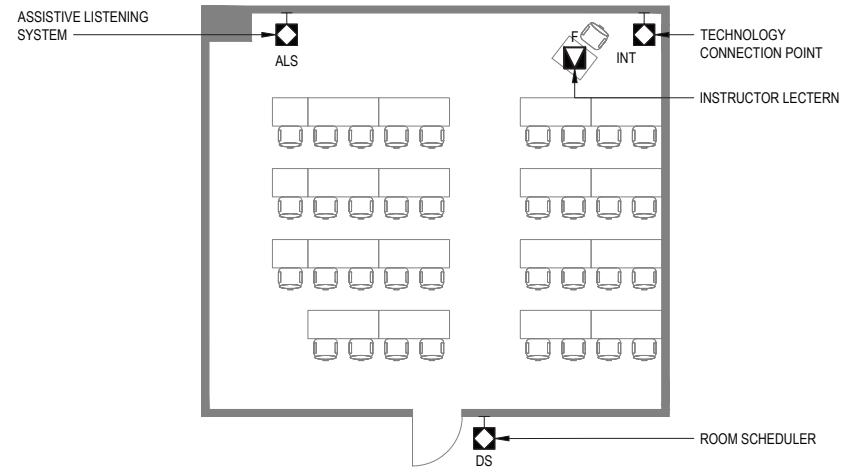 ASSISTIVE LISTENING
SYSTEM
ALS
F
INT
TECHNOLOGY
CONNECTION POINT
INSTRUCTOR LECTERN
ROOM SCHEDULER
DS